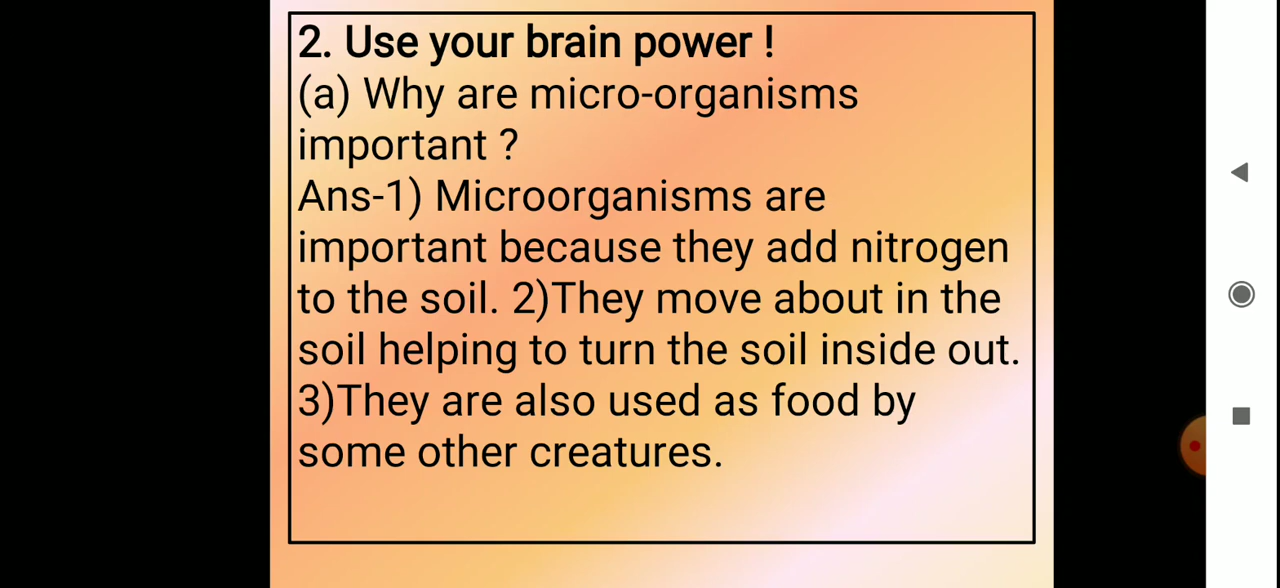 2. Use your brain power !
(a) Why are micro-organisms
important ?
Ans-1) Microorganisms are
important because they add nitrogen
to the soil. 2)They move about in the
soil helping to turn the soil inside out.
3)They are also used as food by
some other creatures.